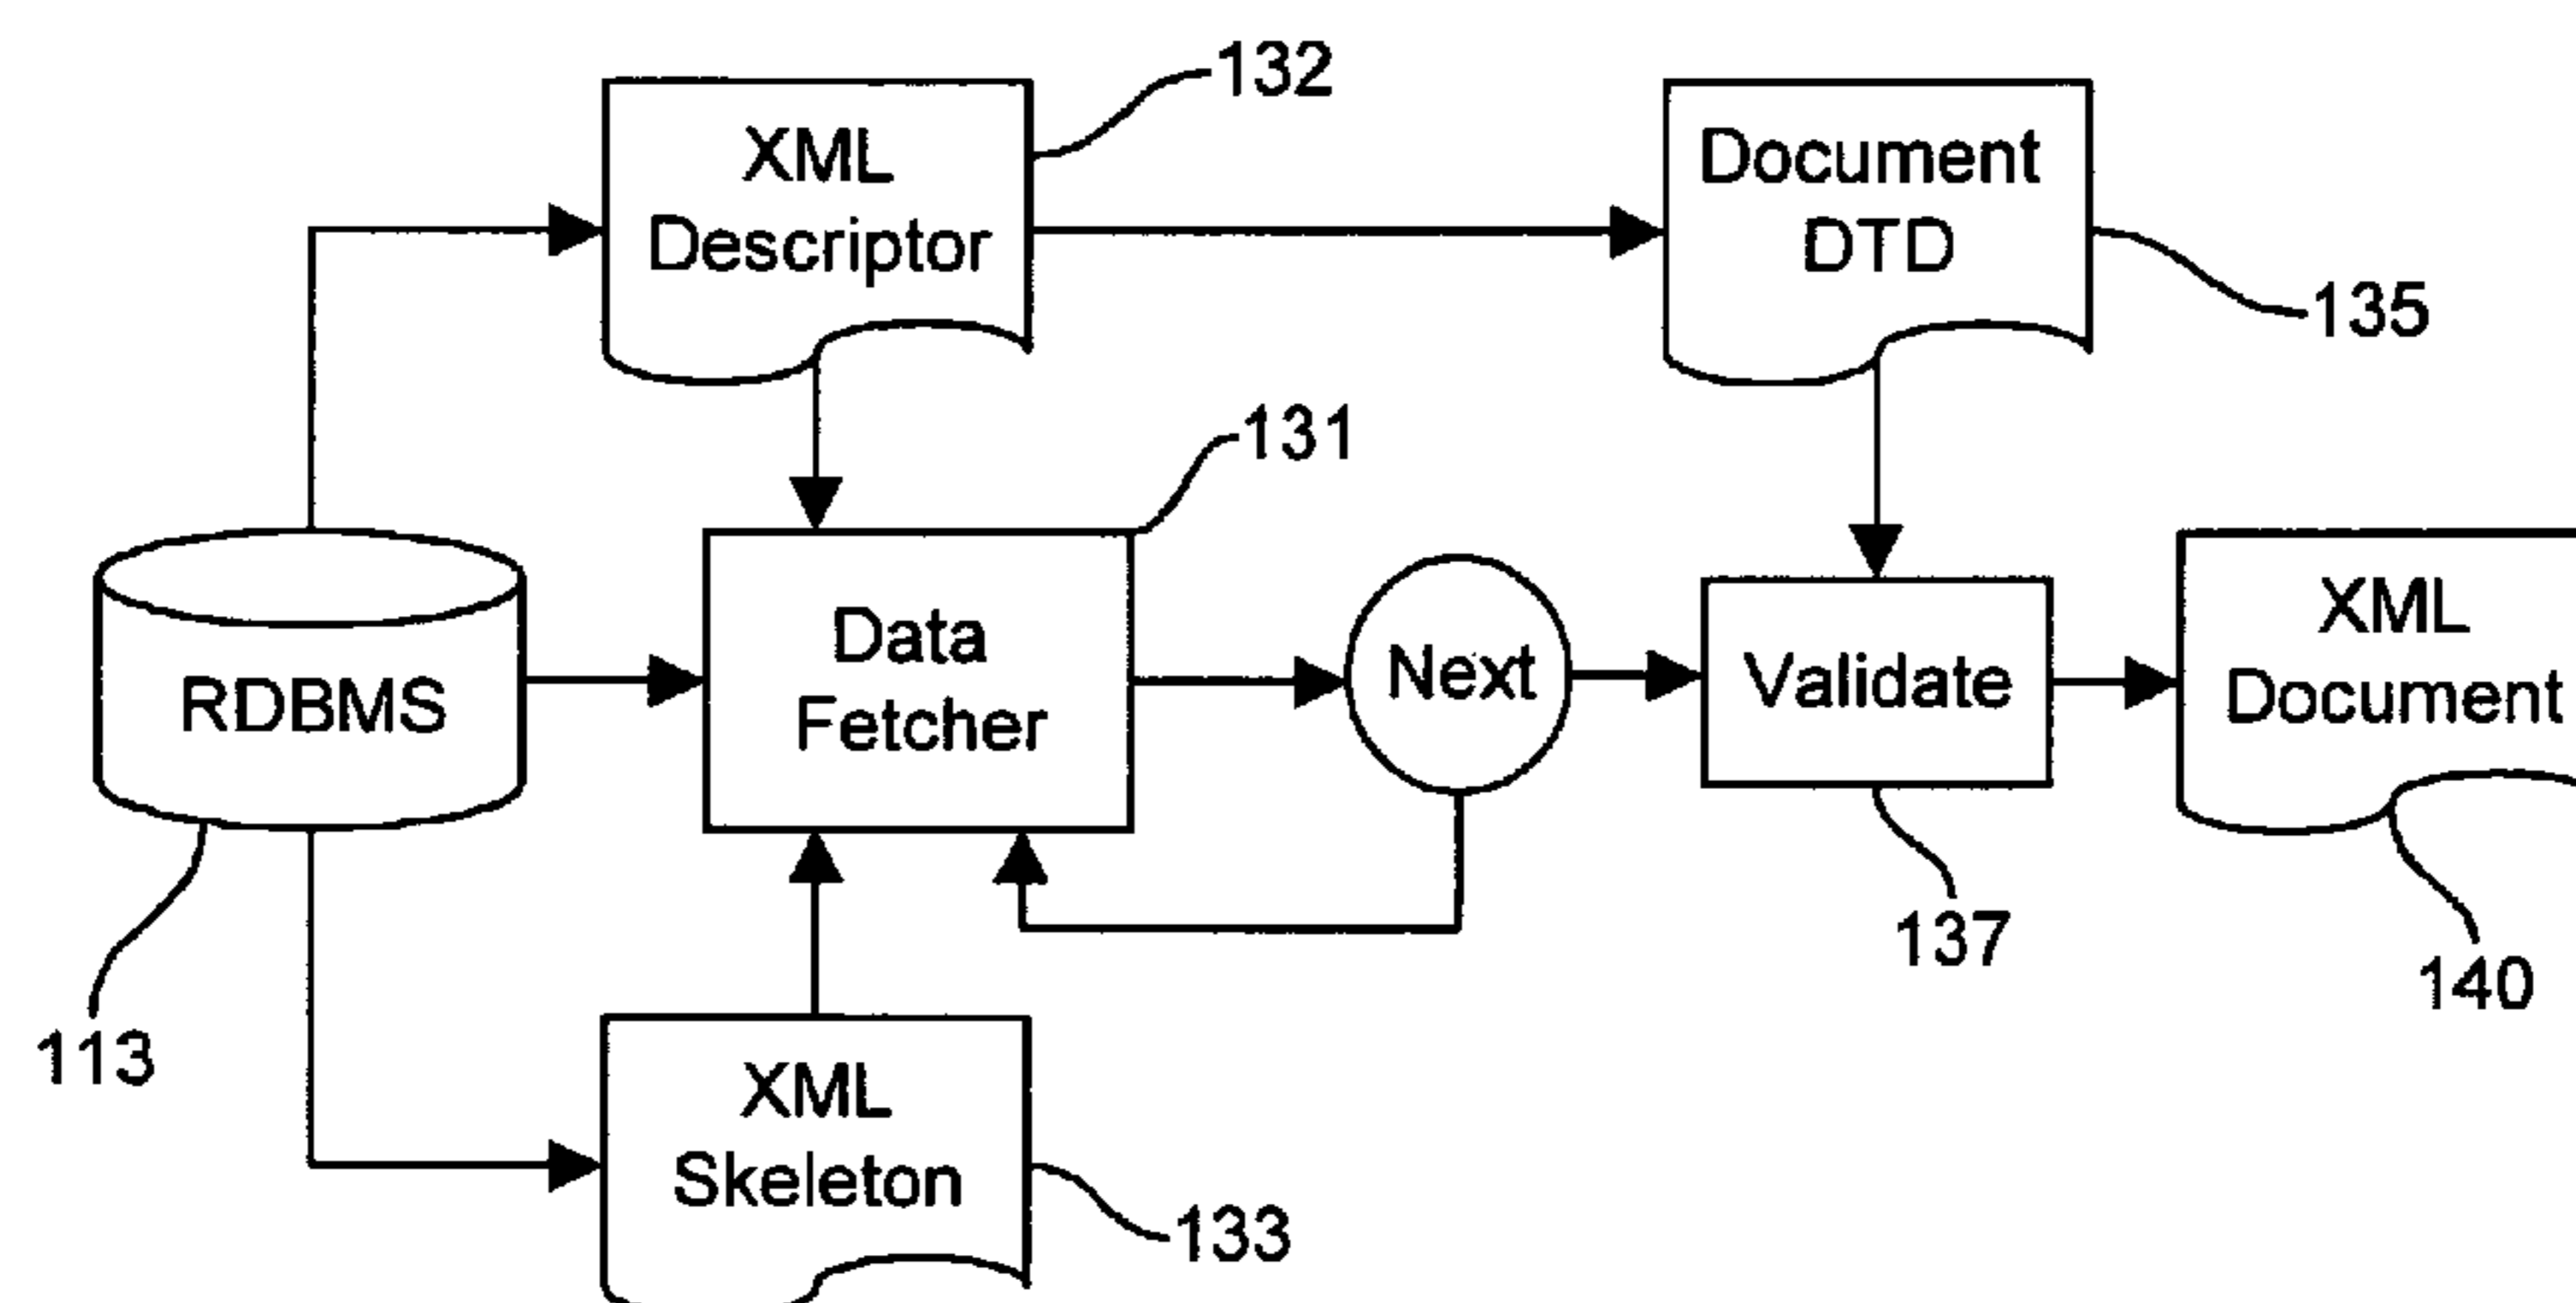 132
XML
Descriptor
Document
DTD
135
131
RDBMS
Data
Fetcher
Next
Validate
XML
Document
113
137
140
XML
Skeleton
133